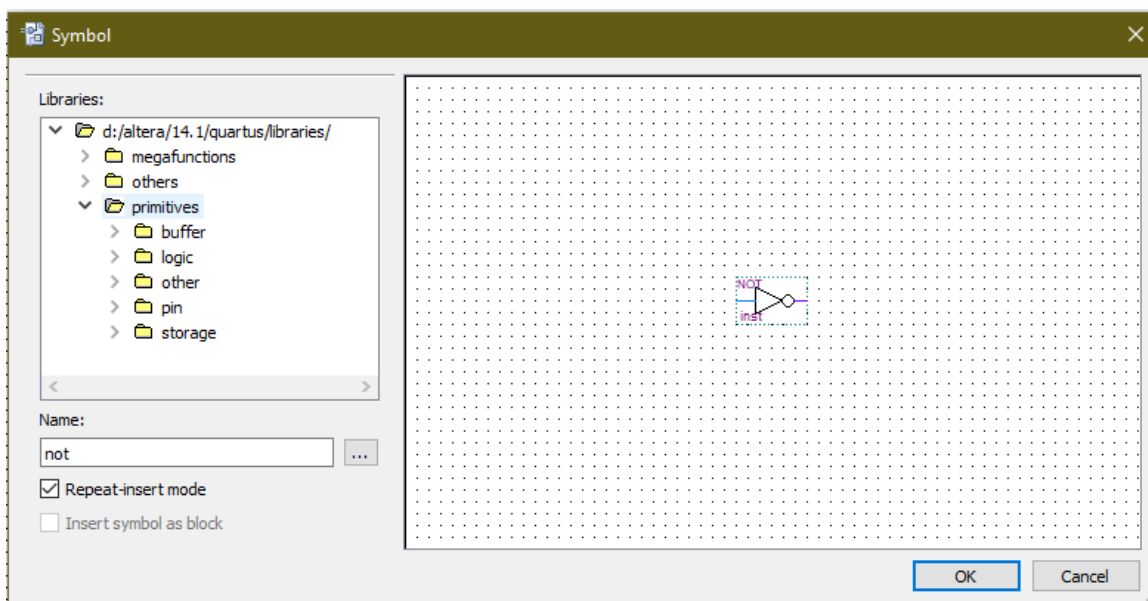 Symbol
Libraries:
d:/altera/14.1/quartus/libraries/
megafunctions
others
primitives
buffer
logic
other
pin
storage
Name:
not
...
Repeat-insert mode
Insert symbol as block
NOT
inst
OK
Cancel